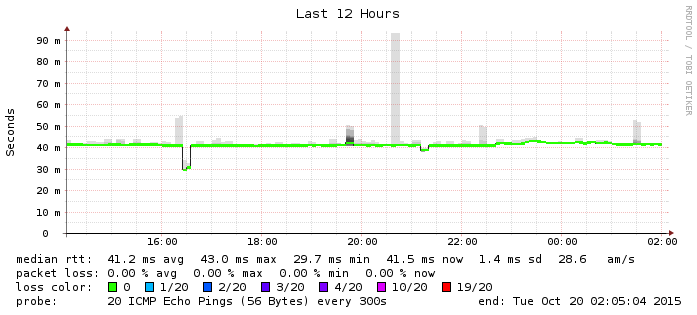 Last 12 Hours
RRDTOOL / TOBI OETIKER
Seconds
90 m
80 m
70 m
60 m
50 m
40 m
30 m
20 m
10 m
0
16:00 18:00 20:00 22:00 00:00 02:00
median rtt: 41.2 ms avg 43.0 ms max 29.7 ms min 41.5 ms now 1.4 ms sd 28.6 am/s
packet loss: 0.00 % avg 0.00 % max 0.00 % min 0.00 % now
loss color: 0 1/20 2/20 3/20 4/20 10/20 19/20
probe: 20 ICMP Echo Pings (56 Bytes) every 300s end: Tue Oct 20 02:05:04 2015